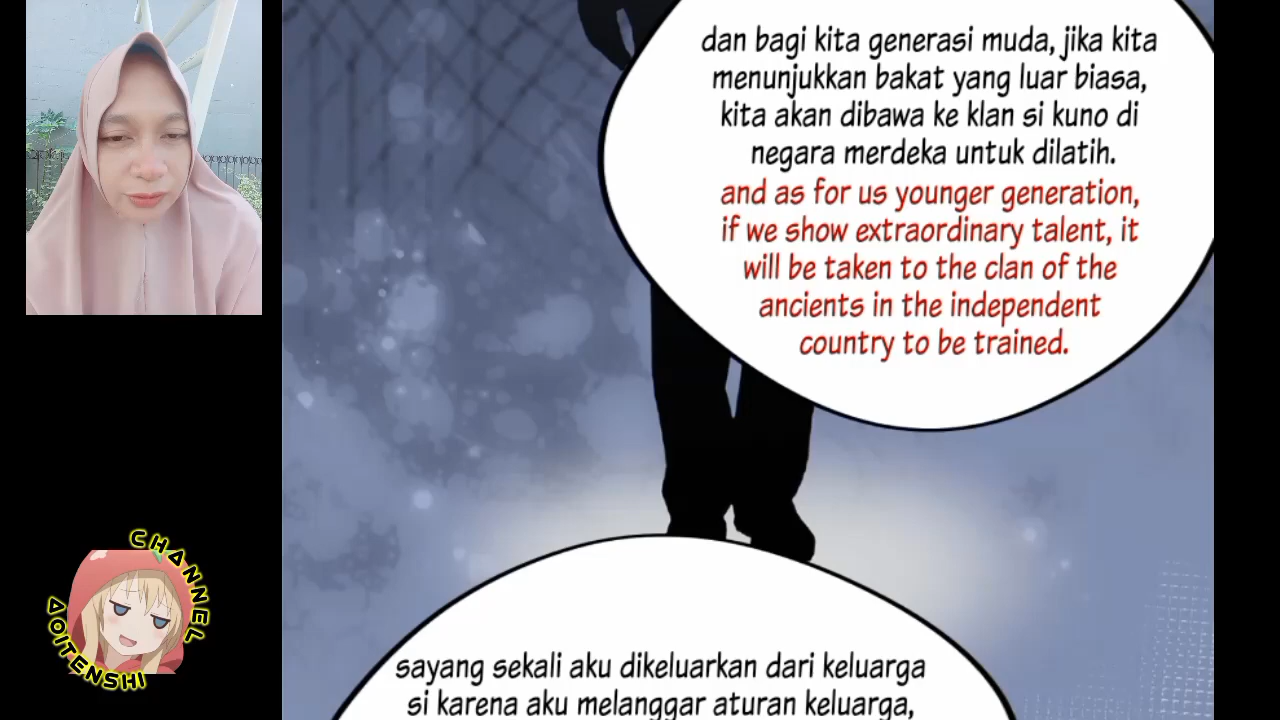 dan bagi kita generasi muda, jika kita
menunjukkan bakat yang luar biasa,
kita akan dibawa ke klan si kuno di
negara merdeka untuk dilatih.
and as for us younger generation,
if we show extraordinary talent, it
will be taken to the clan of the
ancients in the independent
country to be trained.
sayang sekali aku dikeluarkan dari keluarga
si karena aku melanggar aturan keluarga,
CHANNEL
AOITENSHI